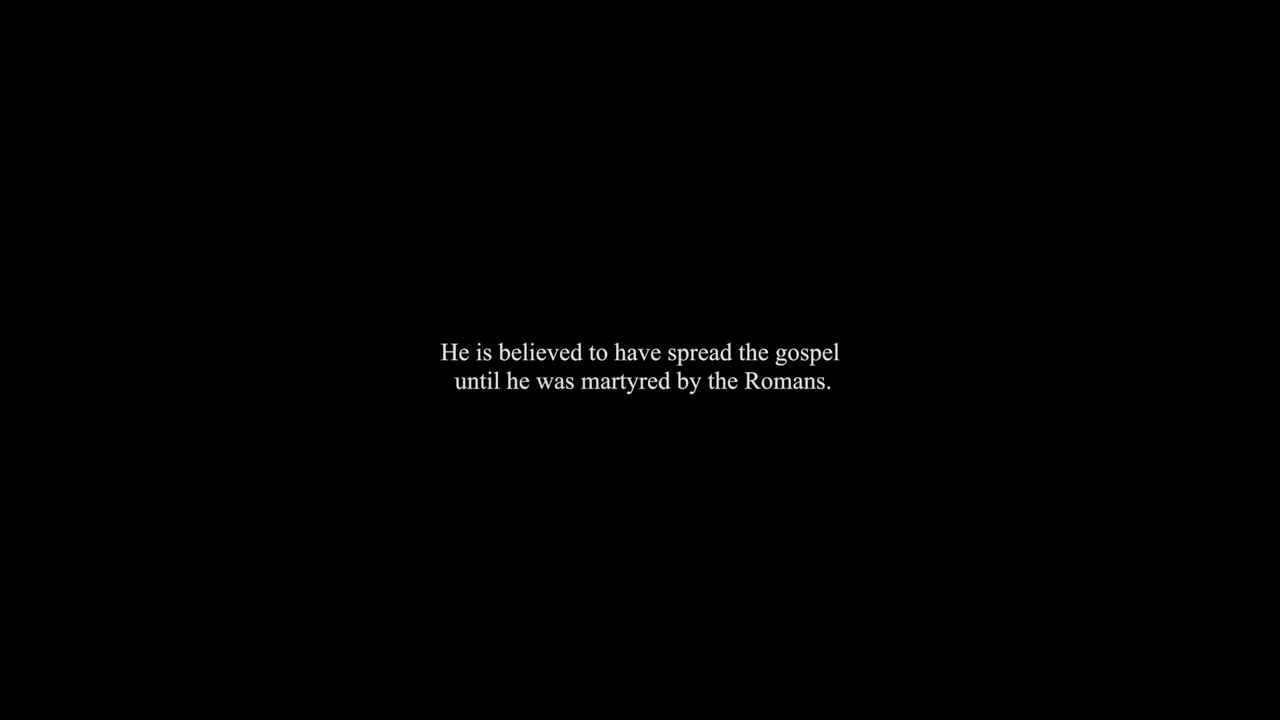 He is believed to have spread the gospel
until he was martyred by the Romans.